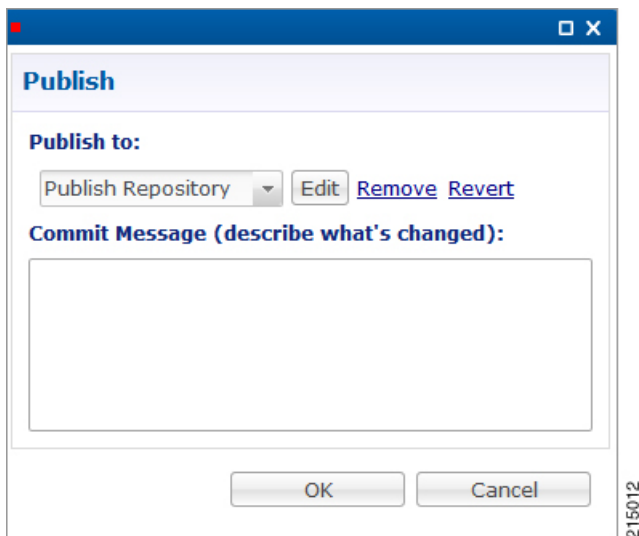 Publish
Publish to:
Publish Repository Edit Remove Revert
Commit Message (describe what's changed):
OK Cancel
215012